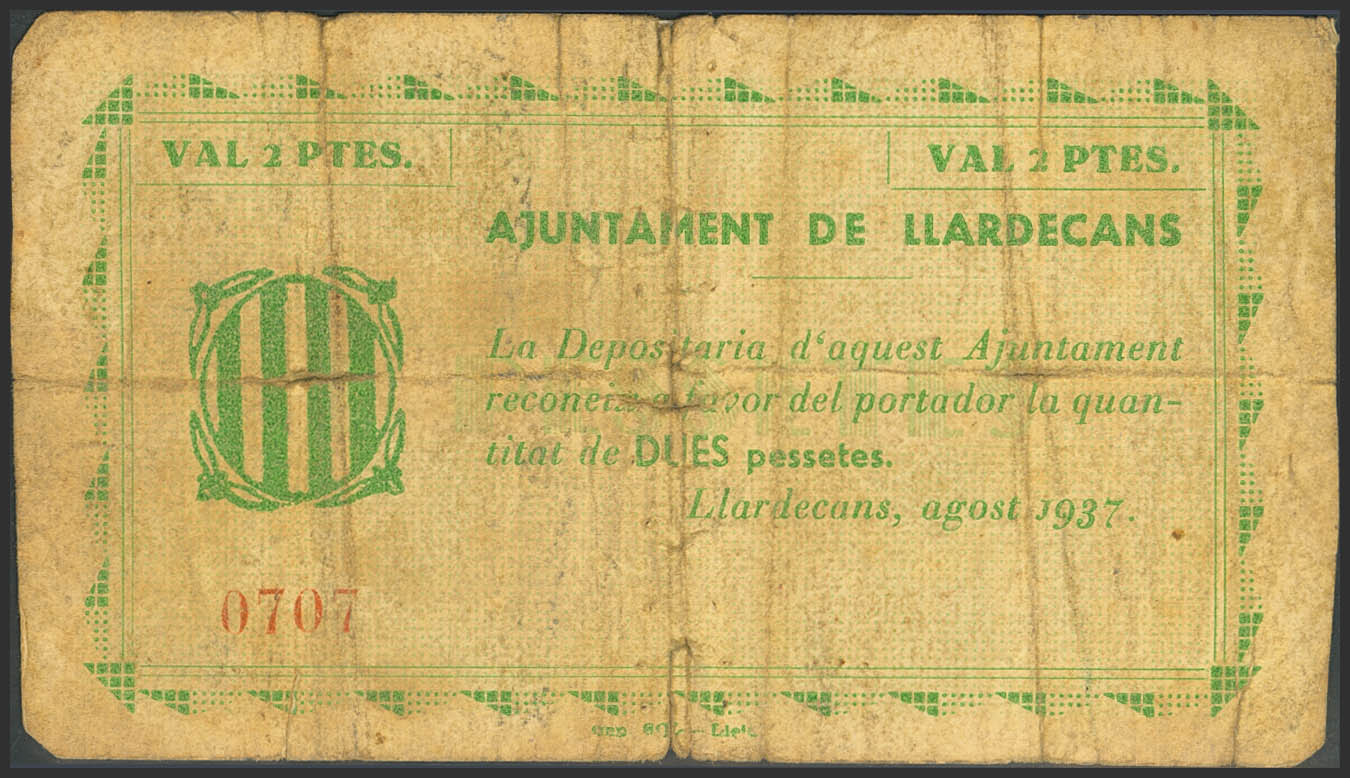 VAL 2 PTES.
VAL 2 PTES.
AJUNTAMENT DE LLARDECANS
La Depositaria d'aquest Ajuntament
reconeix a favor del portador la quan-
titat de DUES pessetes.
Llardecans, agost 1937.
0707